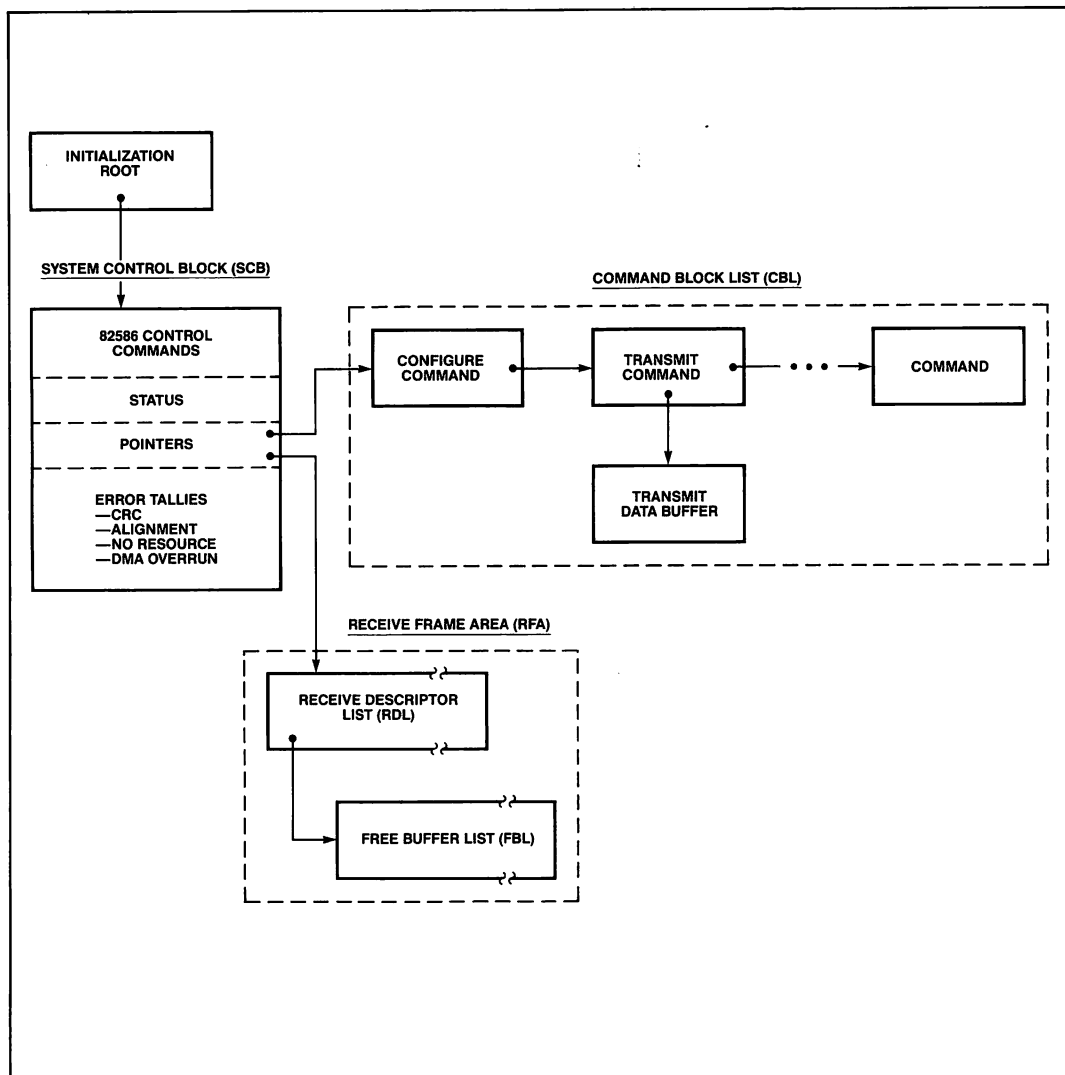 INITIALIZATION
ROOT
SYSTEM CONTROL BLOCK (SCB)
82586 CONTROL
COMMANDS
STATUS
POINTERS
ERROR TALLIES
—CRC
—ALIGNMENT
—NO RESOURCE
—DMA OVERRUN
COMMAND BLOCK LIST (CBL)
CONFIGURE
COMMAND
TRANSMIT
COMMAND
COMMAND
TRANSMIT
DATA BUFFER
RECEIVE FRAME AREA (RFA)
RECEIVE DESCRIPTOR
LIST (RDL)
FREE BUFFER LIST (FBL)